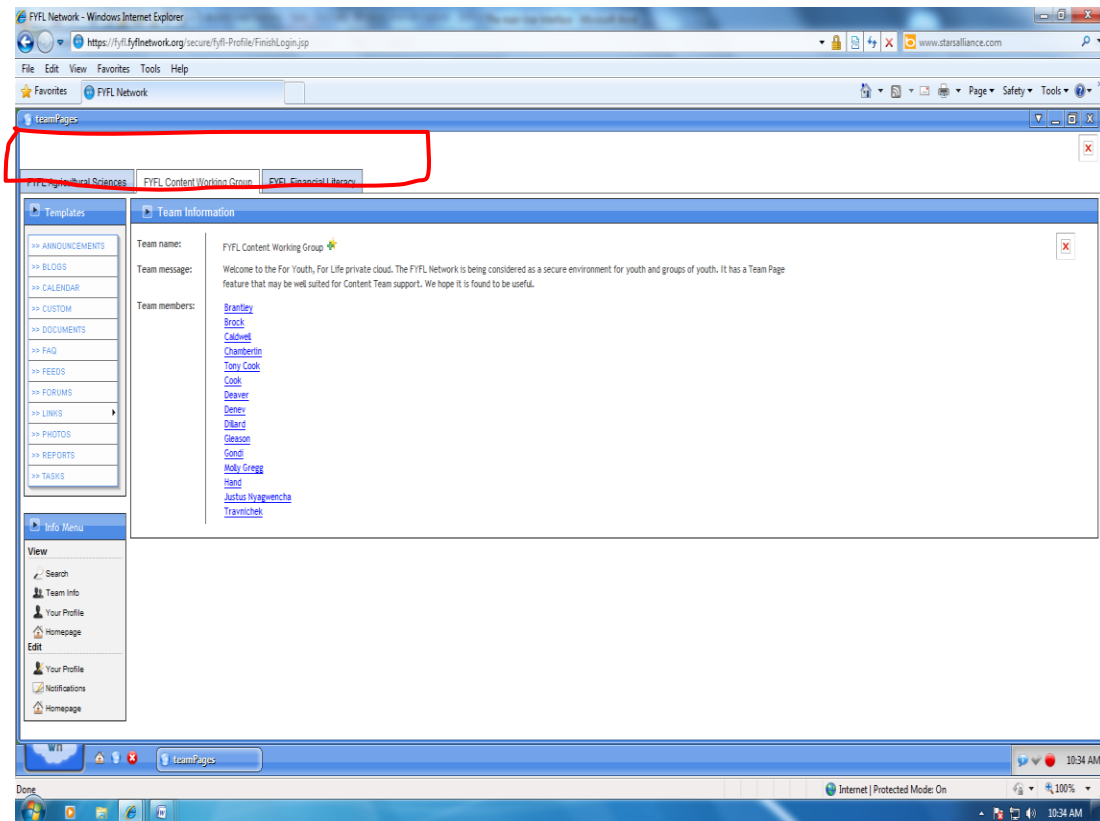 FYFL Network - Windows Internet Explorer
https://fyfl.fyflnetwork.org/secure/fyfl-Profile/FinishLogin.jsp
www.starsalliance.com
File Edit View Favorites Tools Help
Favorites FYFL Network Page Safety Tools
teamPages
FYFL Agricultural Sciences FYFL Content Working Group FYFL Financial Literacy
Templates
>> ANNOUNCEMENTS
>> BLOGS
>> CALENDAR
>> CUSTOM
>> DOCUMENTS
>> FAQ
>> FEEDS
>> FORUMS
>> LINKS
>> PHOTOS
>> REPORTS
>> TASKS
Team Information
Team name: FYFL Content Working Group
Team message: Welcome to the For Youth, For Life private cloud. The FYFL Network is being considered as a secure environment for youth and groups of youth. It has a Team Page
feature that may be well suited for Content Team support. We hope it is found to be useful.
Team members: Brantley
Brock
Caldwell
Chamberlin
Tony Cook
Cook
Deaver
Denev
Dillard
Gleason
Gondi
Molly Gregg
Hand
Justus Nyagwencha
Travnichek
Info Menu
View
Search
Team Info
Your Profile
Homepage
Edit
Your Profile
Notifications
Homepage
wn teamPages 10:34 AM
Done Internet | Protected Mode: On 100%
10:34 AM